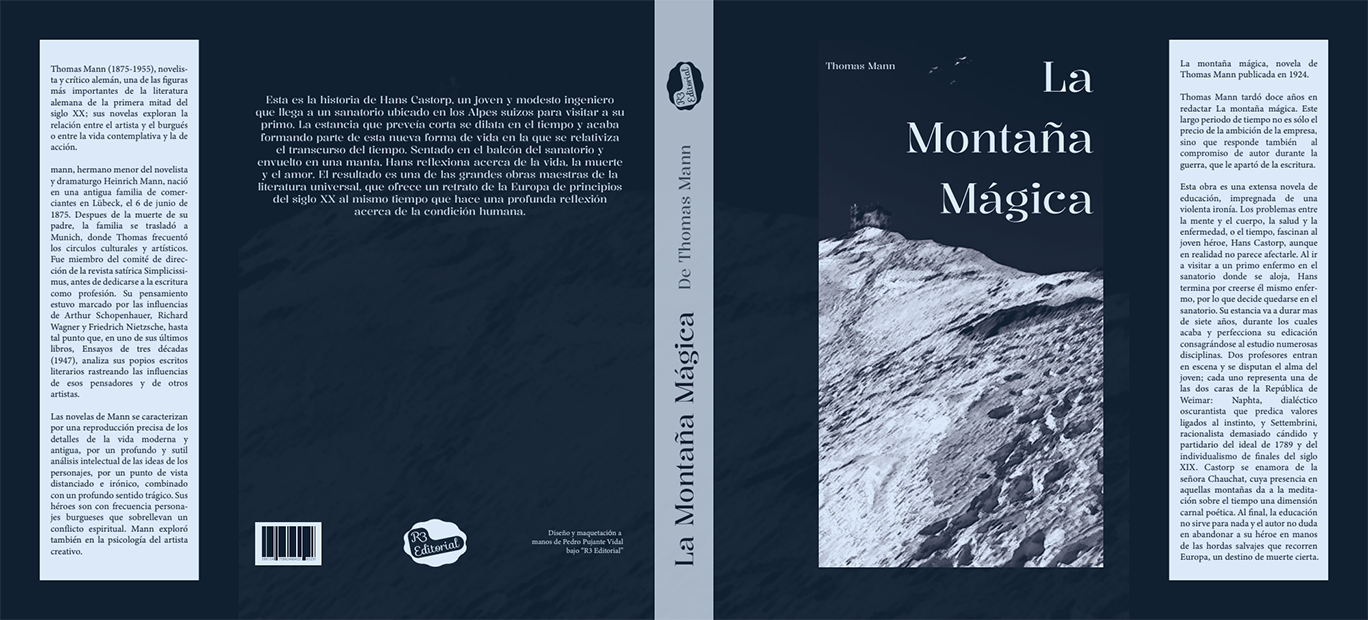 Thomas Mann (1875-1955), novelis-
ta y crítico alemán, una de las figuras
más importantes de la literatura
alemana de la primera mitad del
siglo XX; sus novelas exploran la
relación entre el artista y el burgués
o entre la vida contemplativa y la de
acción.
mann, hermano menor del novelista
y dramaturgo Heinrich Mann, nació
en una antigua familia de comer-
ciantes en Lübeck, el 6 de junio de
1875. Despues de la muerte de su
padre, la familia se trasladó a
Munich, donde Thomas frecuentó
los circulos culturales y artísticos.
Fue miembro del comité de direc-
ción de la revista satírica Simplicissi-
mus, antes de dedicarse a la escritura
como profesión. Su pensamiento
estuvo marcado por las influencias
de Arthur Schopenhauer, Richard
Wagner y Friedrich Nietzsche, hasta
tal punto que, en uno de sus últimos
libros, Ensayos de tres décadas
(1947), analiza sus popios escritos
literarios rastreando las influencias
de esos pensadores y de otros
artistas.
Las novelas de Mann se caracterizan
por una reproducción precisa de los
detalles de la vida moderna y
antigua, por un profundo y sutil
análisis intelectual de las ideas de los
personajes, por un punto de vista
distanciado e irónico, combinado
con un profundo sentido trágico. Sus
héroes son con frecuencia persona-
jes burgueses que sobrellevan un
conflicto espiritual. Mann exploró
también en la psicología del artista
creativo.
Esta es la historia de Hans Castorp, un joven y modesto ingeniero
que llega a un sanatorio ubicado en los Alpes suizos para visitar a su
primo. La estancia que preveía corta se dilata en el tiempo y acaba
formando parte de esta nueva forma de vida en la que se relativiza
el transcurso del tiempo. Sentado en el balcón del sanatorio y
envuelto en una manta, Hans reflexiona acerca de la vida, la muerte
y el amor. El resultado es una de las grandes obras maestras de la
literatura universal, que ofrece un retrato de la Europa de principios
del siglo XX al mismo tiempo que hace una profunda reflexión
acerca de la condición humana.
R3
Editorial
Diseño y maquetación a
manos de Pedro Pujante Vidal
bajo "R3 Editorial"
La Montaña Mágica De Thomas Mann
R3
Editorial
Thomas Mann
La
Montaña
Mágica
La montaña mágica, novela de
Thomas Mann publicada en 1924.
Thomas Mann tardó doce años en
redactar La montaña mágica. Este
largo periodo de tiempo no es sólo el
precio de la ambición de la empresa,
sino que responde también al
compromiso de autor durante la
guerra, que le apartó de la escritura.
Esta obra es una extensa novela de
educación, impregnada de una
violenta ironía. Los problemas entre
la mente y el cuerpo, la salud y la
enfermedad, o el tiempo, fascinan al
joven héroe, Hans Castorp, aunque
en realidad no parece afectarle. Al ir
a visitar a un primo enfermo en el
sanatorio donde se aloja, Hans
termina por creerse él mismo enfer-
mo, por lo que decide quedarse en el
sanatorio. Su estancia va a durar mas
de siete años, durante los cuales
acaba y perfecciona su edicación
consagrándose al estudio numerosas
disciplinas. Dos profesores entran
en escena y se disputan el alma del
joven; cada uno representa una de
las dos caras de la República de
Weimar: Naphta, dialéctico
oscurantista que predica valores
ligados al instinto, y Settembrini,
racionalista demasiado cándido y
partidario del ideal de 1789 y del
individualismo de finales del siglo
XIX. Castorp se enamora de la
señora Chauchat, cuya presencia en
aquellas montañas da a la medita-
ción sobre el tiempo una dimensión
carnal poética. Al final, la educación
no sirve para nada y el autor no duda
en abandonar a su héroe en manos
de las hordas salvajes que recorren
Europa, un destino de muerte cierta.